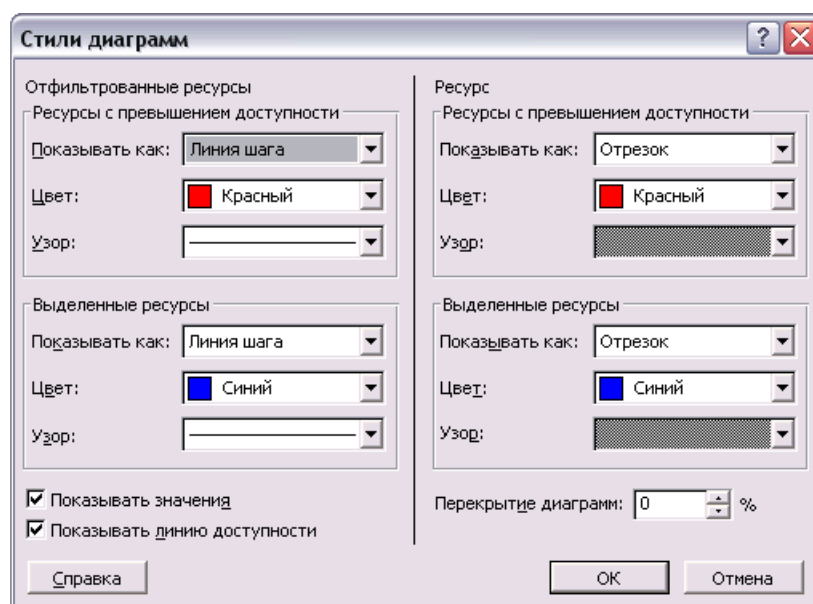 Стили диаграмм
Отфильтрованные ресурсы
Ресурсы с превышением доступности
Показывать как: Линия шага
Цвет: Красный
Узор:
Выделенные ресурсы
Показывать как: Линия шага
Цвет: Синий
Узор:
Показывать значения
Показывать линию доступности
Ресурс
Ресурсы с превышением доступности
Показывать как: Отрезок
Цвет: Красный
Узор:
Выделенные ресурсы
Показывать как: Отрезок
Цвет: Синий
Узор:
Перекрытие диаграмм: 0 %
Справка
ОК
Отмена